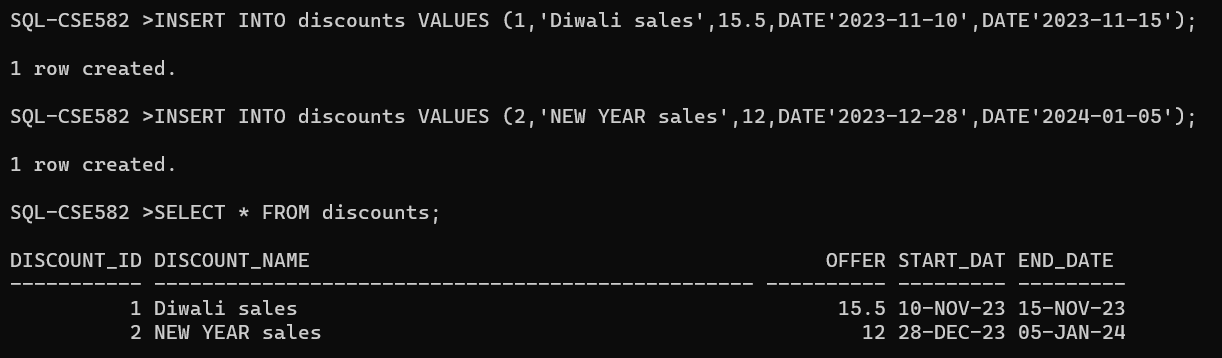 SQL-CSE582 >INSERT INTO discounts VALUES (1,'Diwali sales',15.5,DATE'2023-11-10',DATE'2023-11-15');
1 row created.
SQL-CSE582 >INSERT INTO discounts VALUES (2,'NEW YEAR sales',12,DATE'2023-12-28',DATE'2024-01-05');
1 row created.
SQL-CSE582 >SELECT * FROM discounts;
DISCOUNT_ID DISCOUNT_NAME                                           OFFER START_DAT END_DATE
----------- -------------------------------------------------- ---------- --------- ---------
          1 Diwali sales                                             15.5 10-NOV-23 15-NOV-23
          2 NEW YEAR sales                                             12 28-DEC-23 05-JAN-24